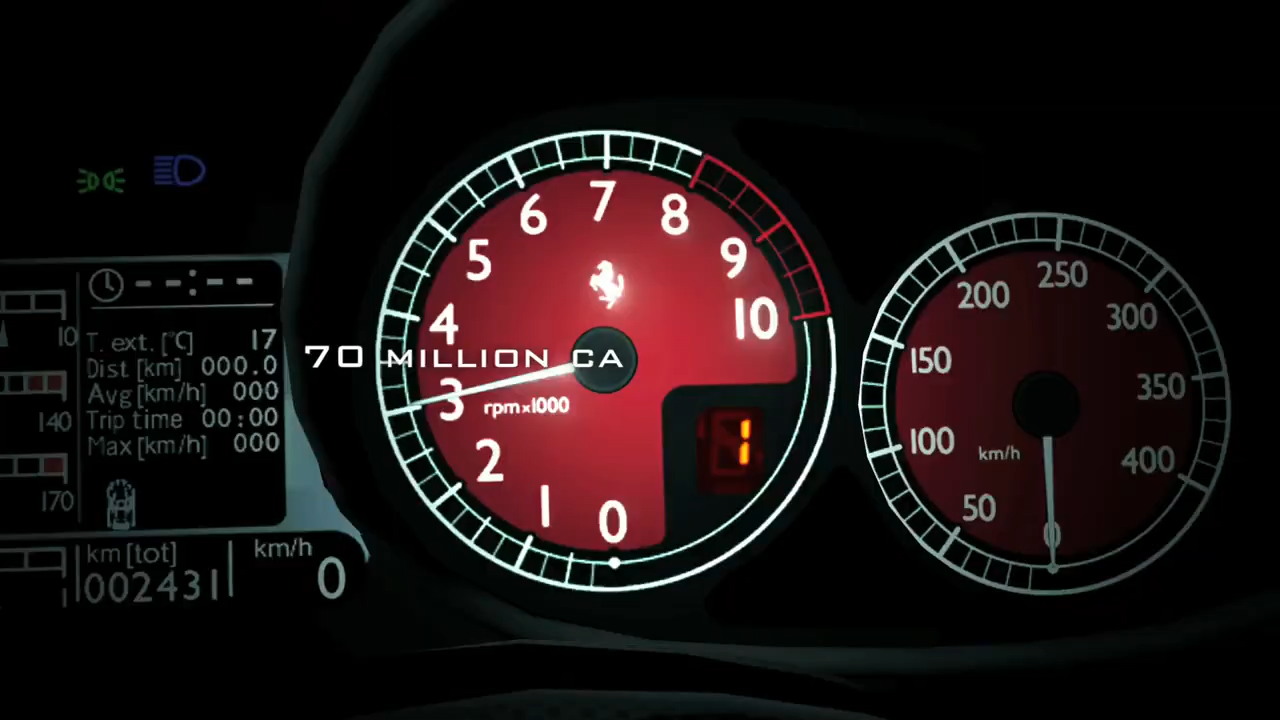 --:--
10
T. ext. [°C] 17
Dist [km] 000.0
140
Avg [km/h] 000
Trip time 00:00
Max [km/h] 000
170
km[tot]
002431
km/h
0
70 MILLION CA
0
1
2
3
4
5
6
7
8
9
10
rpm x1000
1
0
50
100
150
200
250
300
350
400
km/h